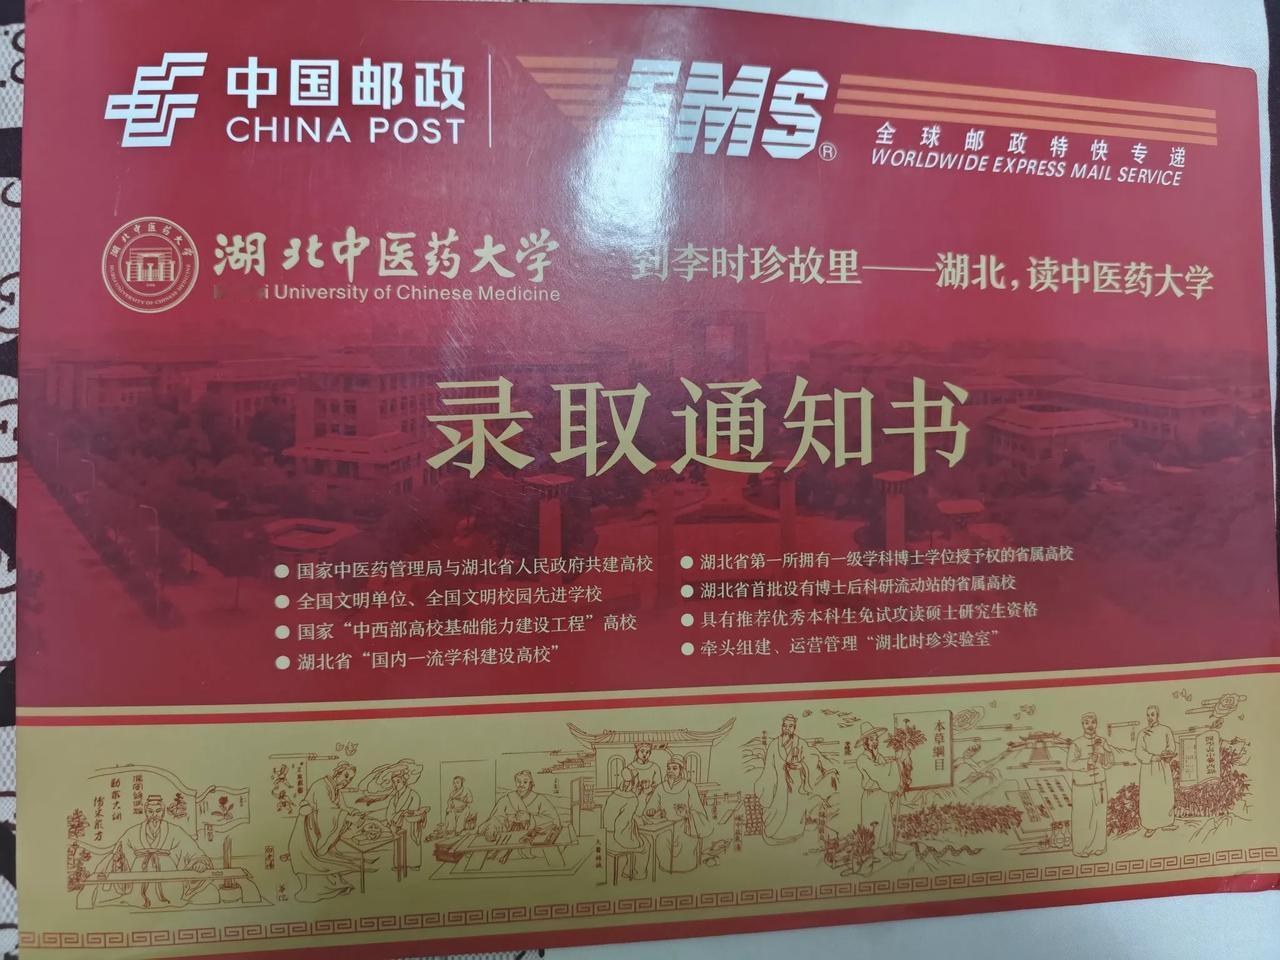 中国邮政
CHINA POST
EMS®
全球邮政特快专递
WORLDWIDE EXPRESS MAIL SERVICE
湖北中医药大学
University of Chinese Medicine
到李时珍故里——湖北，读中医药大学
录取通知书
● 国家中医药管理局与湖北省人民政府共建高校
● 全国文明单位、全国文明校园先进学校
● 国家“中西部高校基础能力建设工程”高校
● 湖北省“国内一流学科建设高校”
● 湖北省第一所拥有一级学科博士学位授予权的省属高校
● 湖北省首批设有博士后科研流动站的省属高校
● 具有推荐优秀本科生免试攻读硕士研究生资格
● 牵头组建、运营管理“湖北时珍实验室”
本草纲目